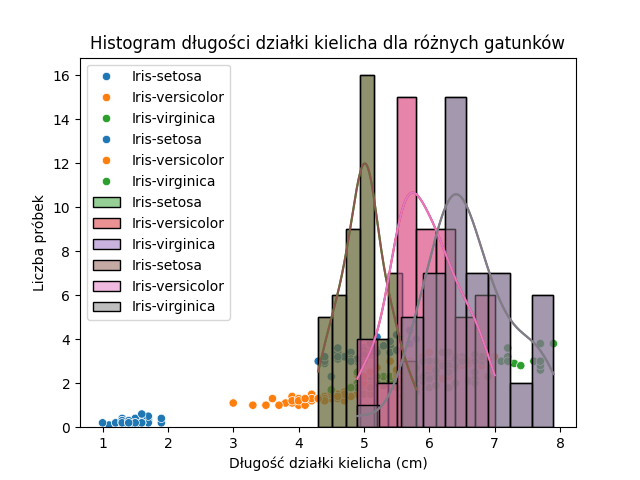 Histogram długości działki kielicha dla różnych gatunków
Iris-setosa
Iris-versicolor
Iris-virginica
Iris-setosa
Iris-versicolor
Iris-virginica
Iris-setosa
Iris-versicolor
Iris-virginica
Iris-setosa
Iris-versicolor
Iris-virginica
Liczba próbek
16
14
12
10
8
6
4
2
0
1
2
3
4
5
6
7
8
Długość działki kielicha (cm)